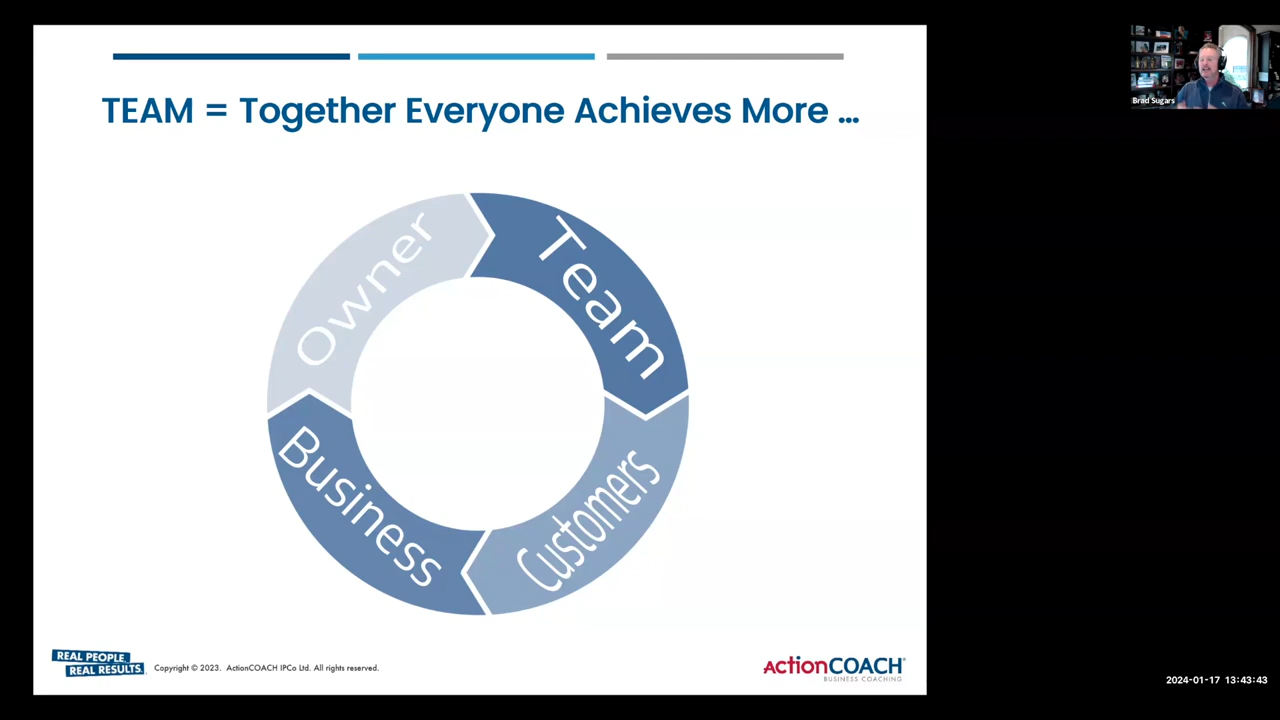 TEAM = Together Everyone Achieves More ...
Owner
Team
Business
Customers
REAL PEOPLE.
REAL RESULTS.
Copyright © 2023. ActionCOACH IPCo Ltd. All rights reserved.
ActionCOACH®
BUSINESS COACHING
Brad Sugars
2024-01-17 13:43:43